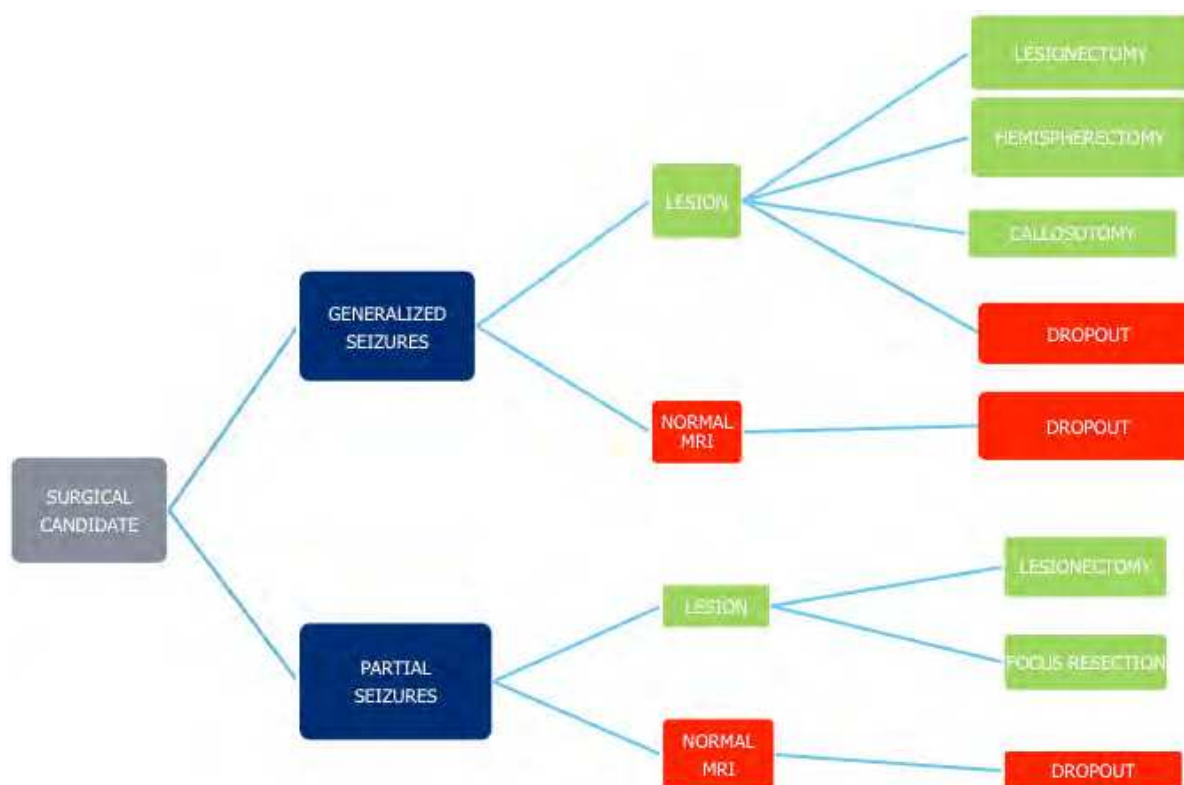 LESIONECTOMY
HEMISPHERECTOMY
LESION
CALLOSOTOMY
GENERALIZED
SEIZURES
DROPOUT
NORMAL
MRI
DROPOUT
SURGICAL
CANDIDATE
LESIONECTOMY
LESION
FOCUS RESECTION
PARTIAL
SEIZURES
NORMAL
MRI
DROPOUT